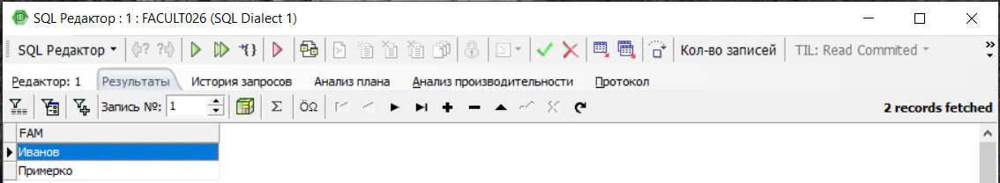 SQL Редактор : 1 : FACULT026 (SQL Dialect 1)
SQL Редактор Кол-во записей TIL: Read Commited
Редактор: 1 Результаты История запросов Анализ плана Анализ производительности Протокол
Запись №: 1 Σ ÖΩ 2 records fetched
FAM
Иванов
Примерко